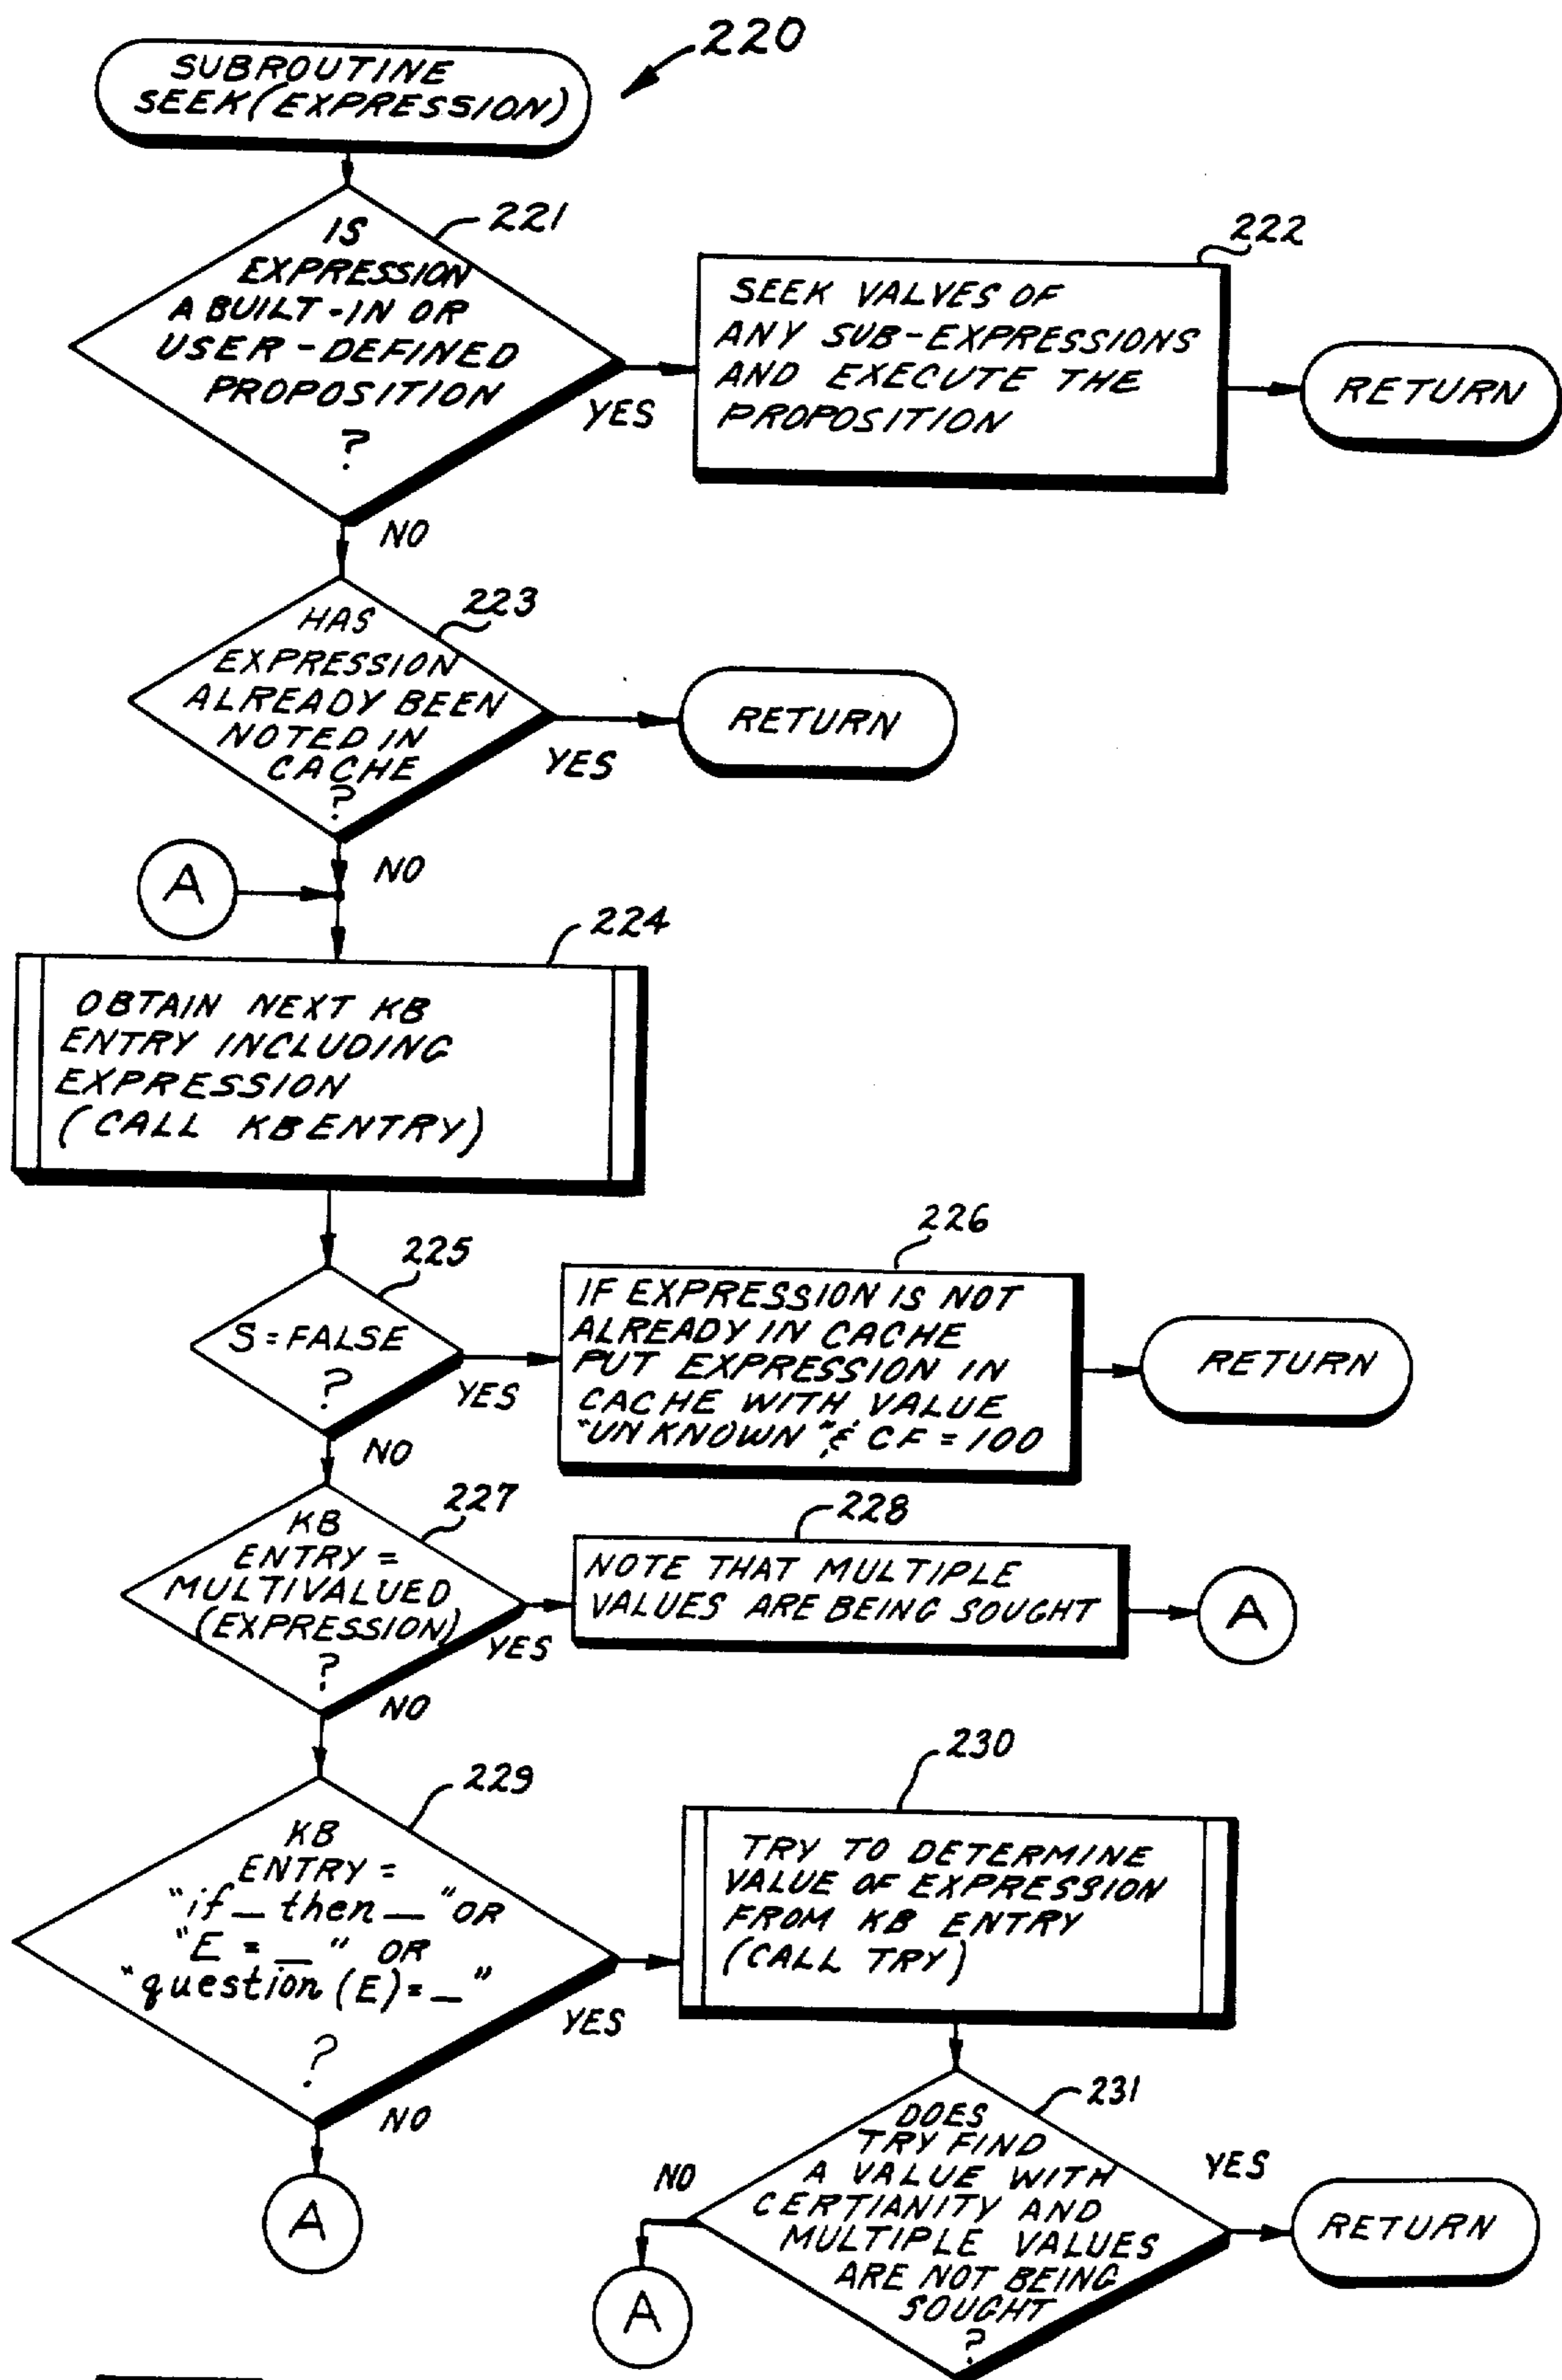 220
SUBROUTINE
SEEK (EXPRESSION)
221
IS
EXPRESSION
A BUILT-IN OR
USER-DEFINED
PROPOSITION
?
YES
NO
222
SEEK VALVES OF
ANY SUB-EXPRESSIONS
AND EXECUTE THE
PROPOSITION
RETURN
223
HAS
EXPRESSION
ALREADY BEEN
NOTED IN
CACHE
?
YES
NO
RETURN
A
224
OBTAIN NEXT KB
ENTRY INCLUDING
EXPRESSION
(CALL KBENTRY)
225
S = FALSE
?
YES
NO
226
IF EXPRESSION IS NOT
ALREADY IN CACHE
PUT EXPRESSION IN
CACHE WITH VALUE
"UNKNOWN" & CF = 100
RETURN
227
KB
ENTRY =
MULTIVALUED
(EXPRESSION)
?
YES
NO
228
NOTE THAT MULTIPLE
VALUES ARE BEING SOUGHT
A
229
KB
ENTRY =
"if _ then _" OR
"E = _" OR
"question (E) = _"
?
YES
NO
A
230
TRY TO DETERMINE
VALUE OF EXPRESSION
FROM KB ENTRY
(CALL TRY)
231
DOES
TRY FIND
A VALUE WITH
CERTIANITY AND
MULTIPLE VALUES
ARE NOT BEING
SOUGHT
?
NO
YES
A
RETURN